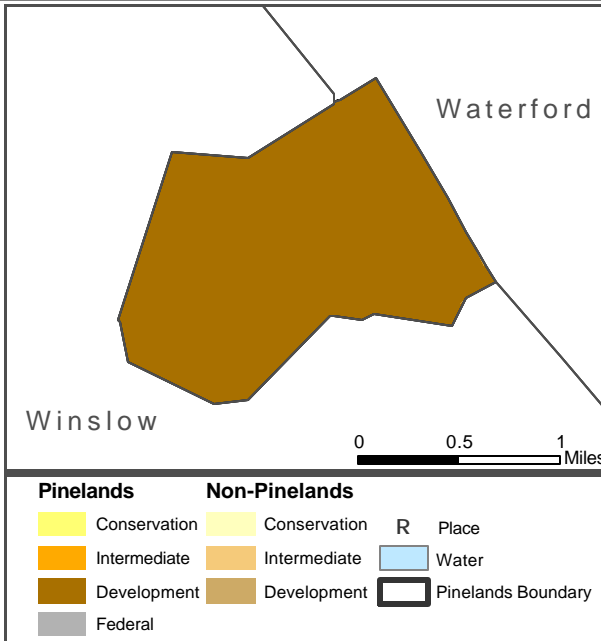 Waterford
Winslow
0 0.5 1
Miles
Pinelands Non-Pinelands
Conservation Conservation R Place
Intermediate Intermediate Water
Development Development Pinelands Boundary
Federal